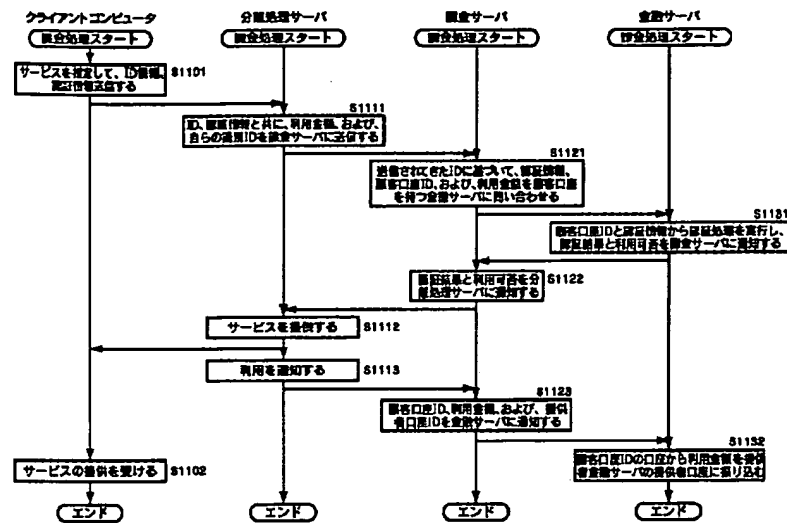 クライアントコンピュータ
分離処理サーバ
課金サーバ
金融サーバ
課金処理スタート
課金処理スタート
課金処理スタート
課金処理スタート
サービスを指定して、ID情報、
認証情報送信する
S1101
S1111
ID、認証情報と共に、利用金額、および、
自らの識別IDを課金サーバに送信する
S1121
送信されてきたIDに基づいて、認証情報、
顧客口座ID、および、利用金額を顧客口座
を持つ金融サーバに問い合わせる
S1131
顧客口座IDと認証情報から認証処理を実行し、
認証結果と利用可否を課金サーバに通知する
認証結果と利用可否を分
離処理サーバに通知する
S1122
サービスを提供する
S1112
利用を通知する
S1113
S1123
顧客口座ID、利用金額、および、提供
者口座IDを金融サーバに通知する
S1132
顧客口座IDの口座から利用金額を提供
者金融サーバの提供者口座に振り込む
サービスの提供を受ける
S1102
エンド
エンド
エンド
エンド